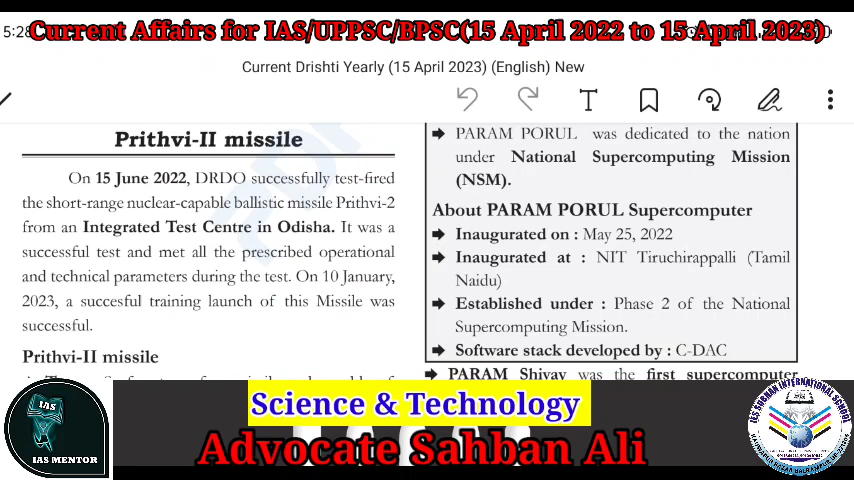 Current Affairs for IAS/UPPSC/BPSC(15 April 2022 to 15 April 2023)
5:28
Current Drishti Yearly (15 April 2023) (English) New
T
Prithvi-II missile
On 15 June 2022, DRDO successfully test-fired
the short-range nuclear-capable ballistic missile Prithvi-2
from an Integrated Test Centre in Odisha. It was a
successful test and met all the prescribed operational
and technical parameters during the test. On 10 January,
2023, a succesful training launch of this Missile was
successful.
Prithvi-II missile
PARAM PORUL was dedicated to the nation
under National Supercomputing Mission
(NSM).
About PARAM PORUL Supercomputer
Inaugurated on : May 25, 2022
Inaugurated at : NIT Tiruchirappalli (Tamil
Naidu)
Established under : Phase 2 of the National
Supercomputing Mission.
Software stack developed by : C-DAC
PARAM Shivay was the first supercomputer
Science & Technology
Advocate Sahban Ali
IAS
IAS MENTOR